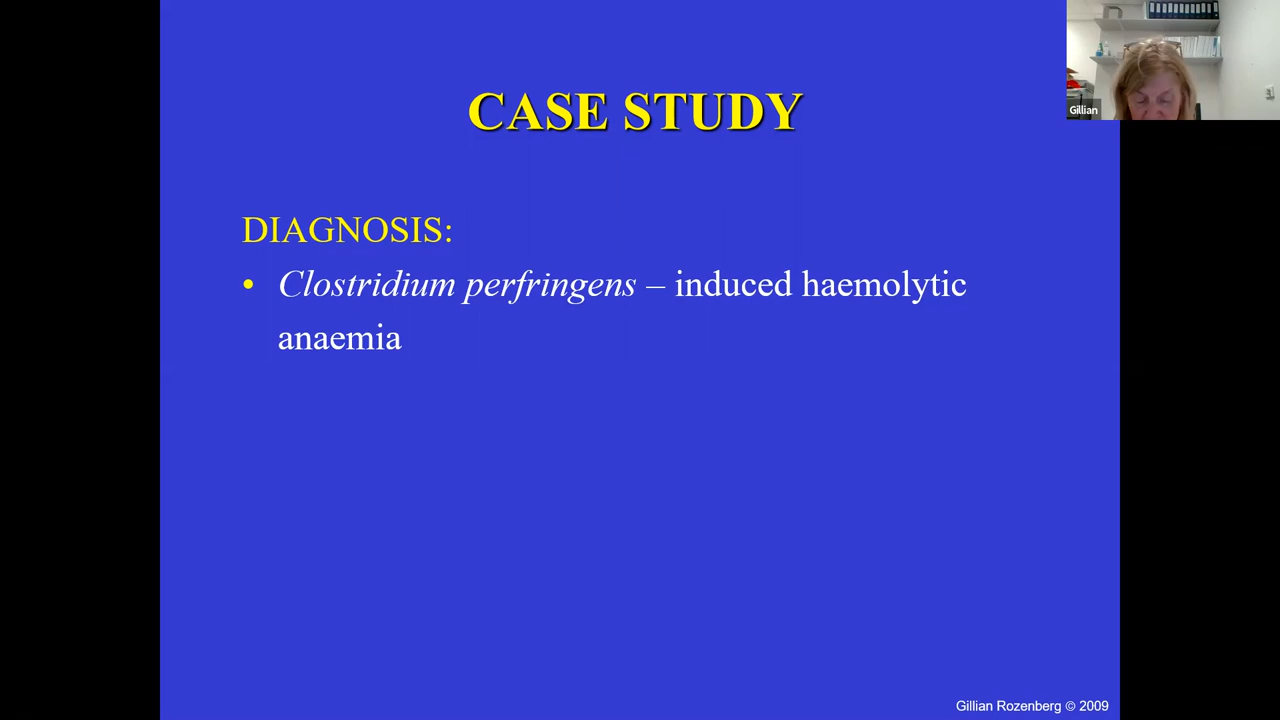 CASE STUDY
Gillian
DIAGNOSIS:
• Clostridium perfringens – induced haemolytic
anaemia
Gillian Rozenberg © 2009